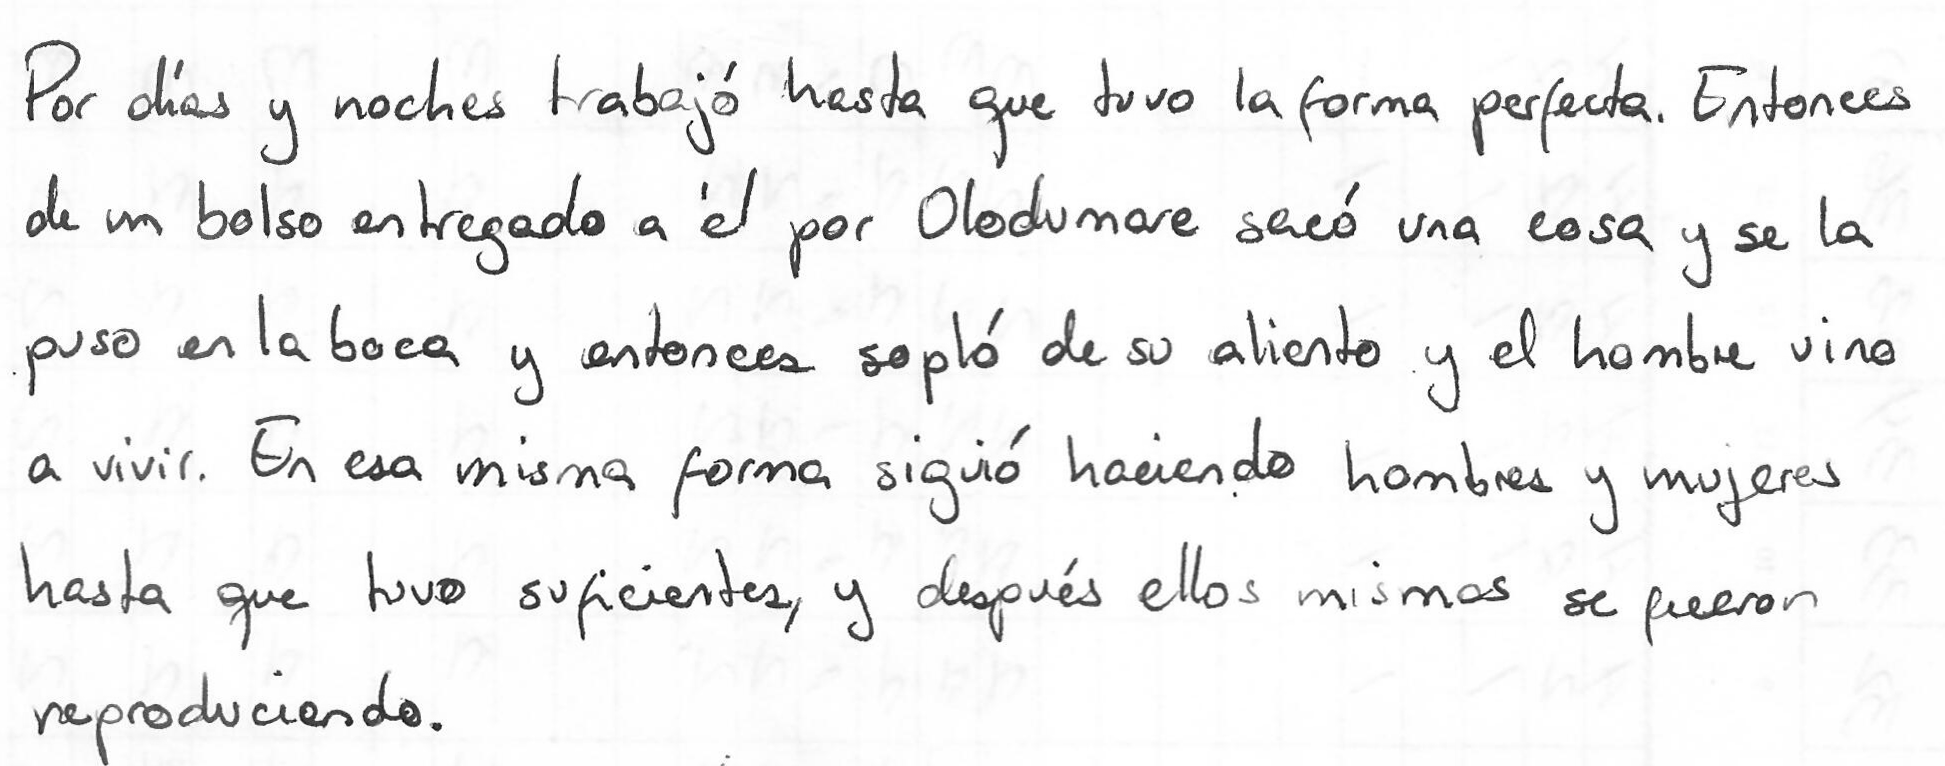 Por días y noches trabajó hasta que tuvo la forma perfecta. Entonces
de un bolso entregado a él por Olodumare sacó una cosa y se la
puso en la boca y entonces sopló de su aliento y el hombre vino
a vivir. En esa misma forma siguió haciendo hombres y mujeres
hasta que tuvo suficientes, y después ellos mismos se fueron
reproduciendo.